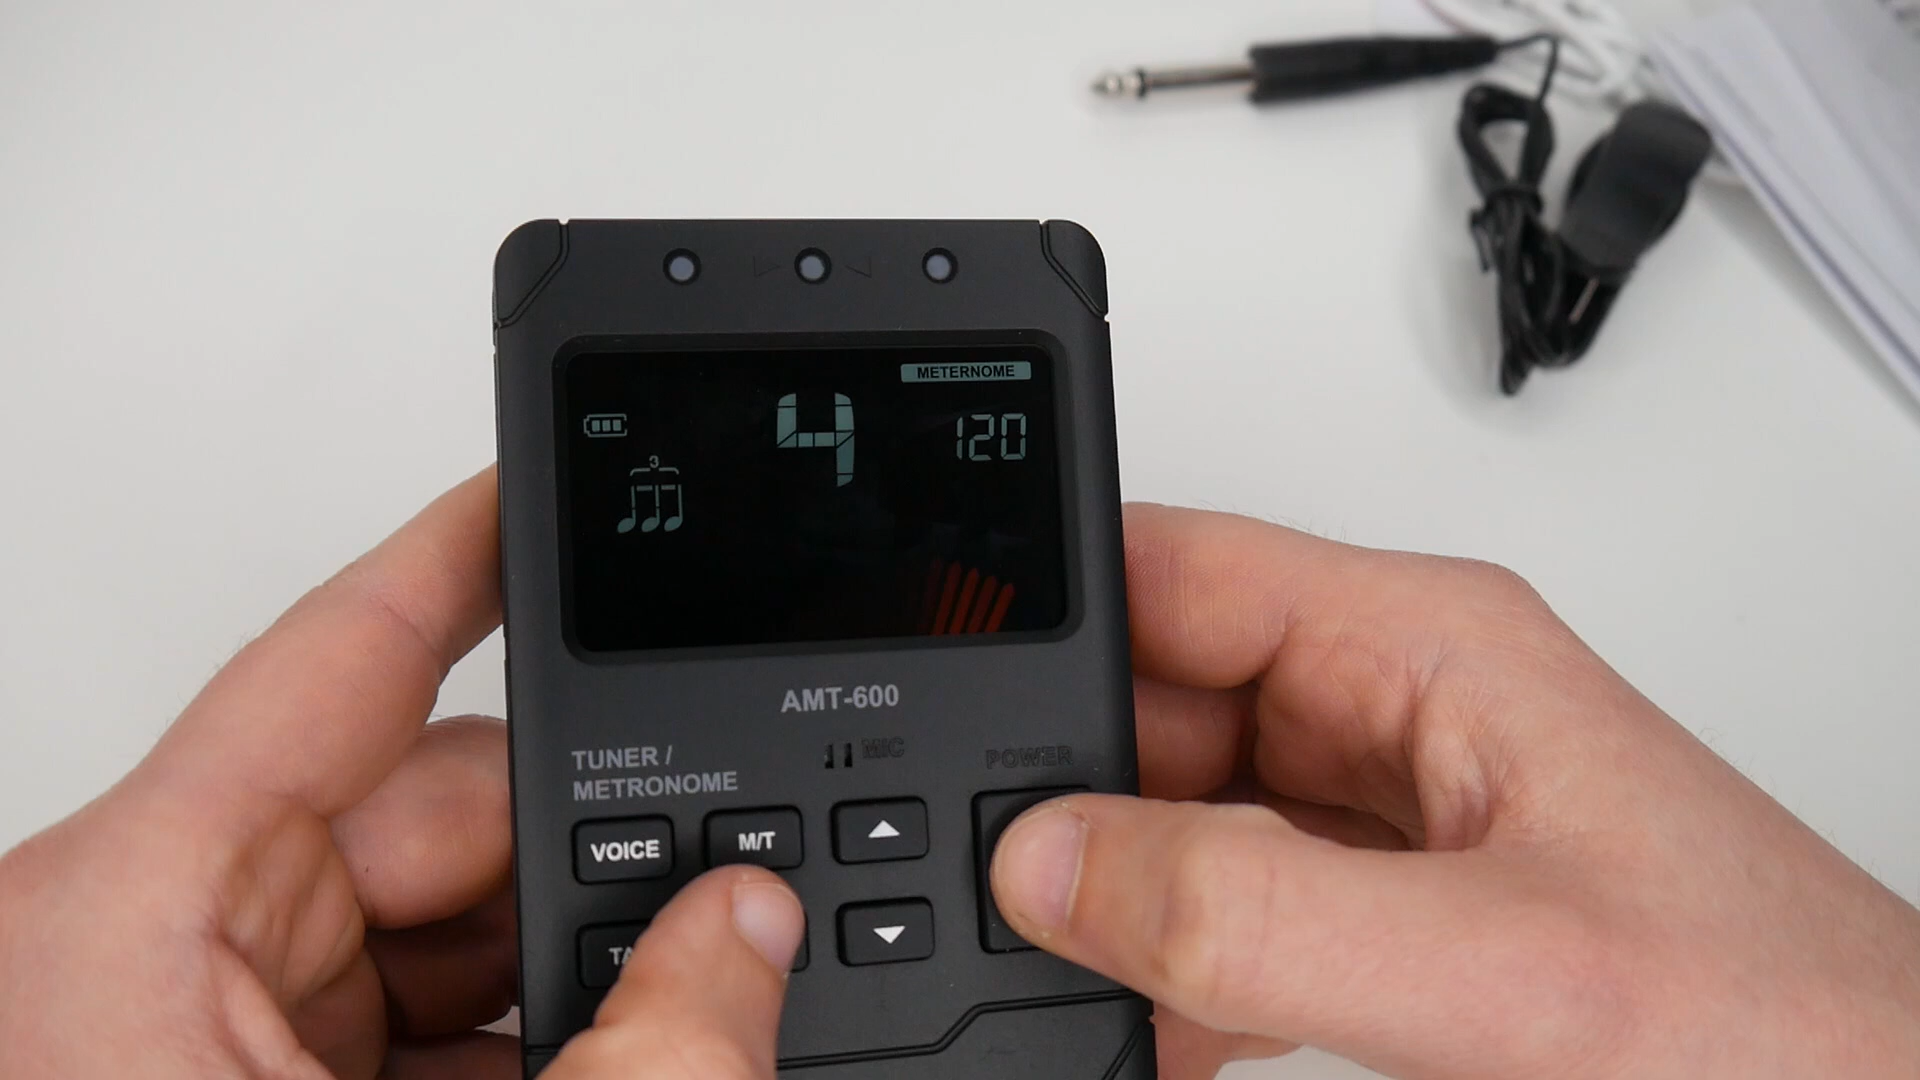 METERNOME
4
120
3
AMT-600
TUNER /
METRONOME
MIC
POWER
VOICE
M/T